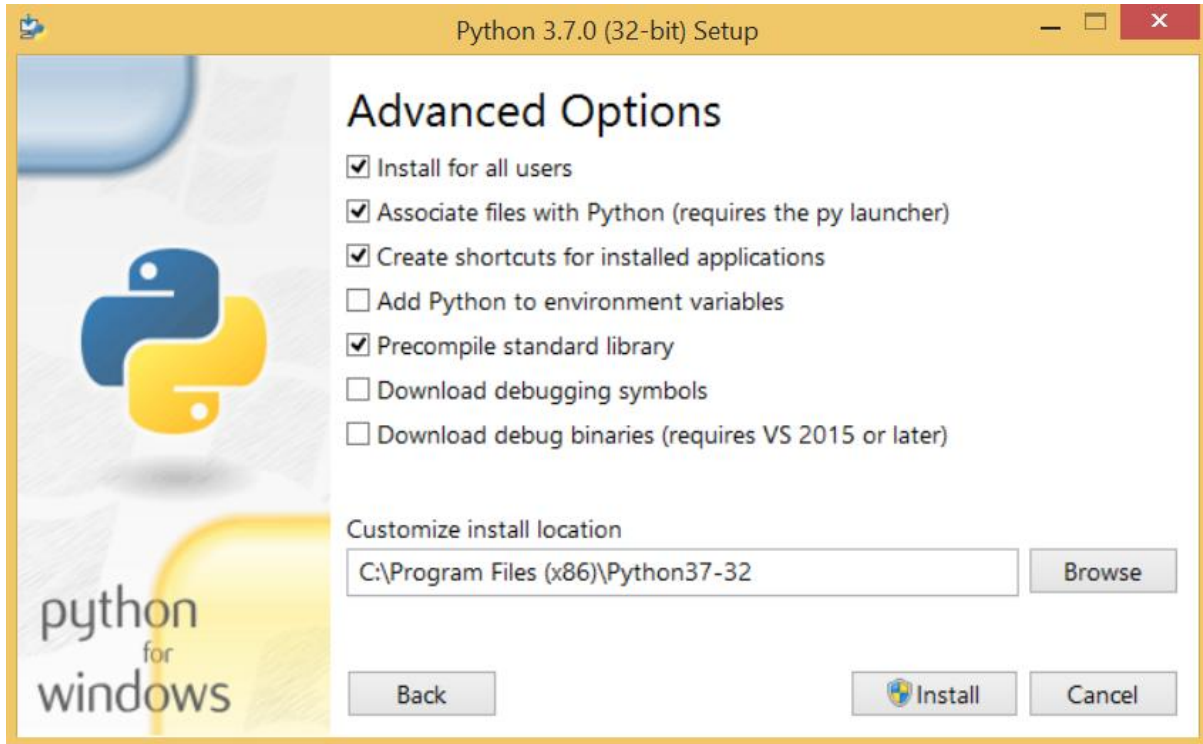 Python 3.7.0 (32-bit) Setup
Advanced Options
Install for all users
Associate files with Python (requires the py launcher)
Create shortcuts for installed applications
Add Python to environment variables
Precompile standard library
Download debugging symbols
Download debug binaries (requires VS 2015 or later)
Customize install location
C:\Program Files (x86)\Python37-32
Browse
python
for
windows
Back
Install
Cancel